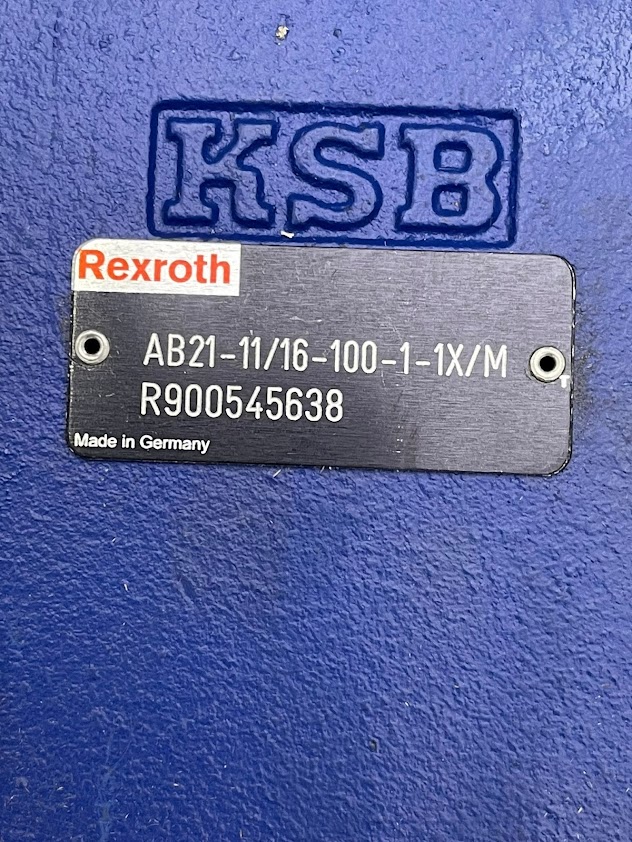 KSB
Rexroth
AB21-11/16-100-1-1X/M
R900545638
Made in Germany